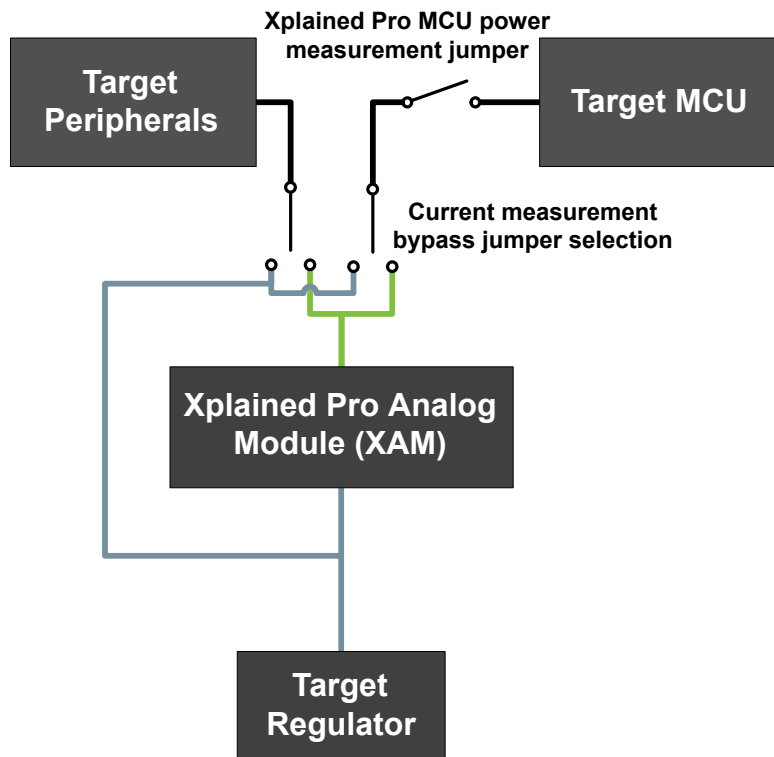 Xplained Pro MCU power
measurement jumper
Target
Peripherals
Target MCU
Current measurement
bypass jumper selection
Xplained Pro Analog
Module (XAM)
Target
Regulator